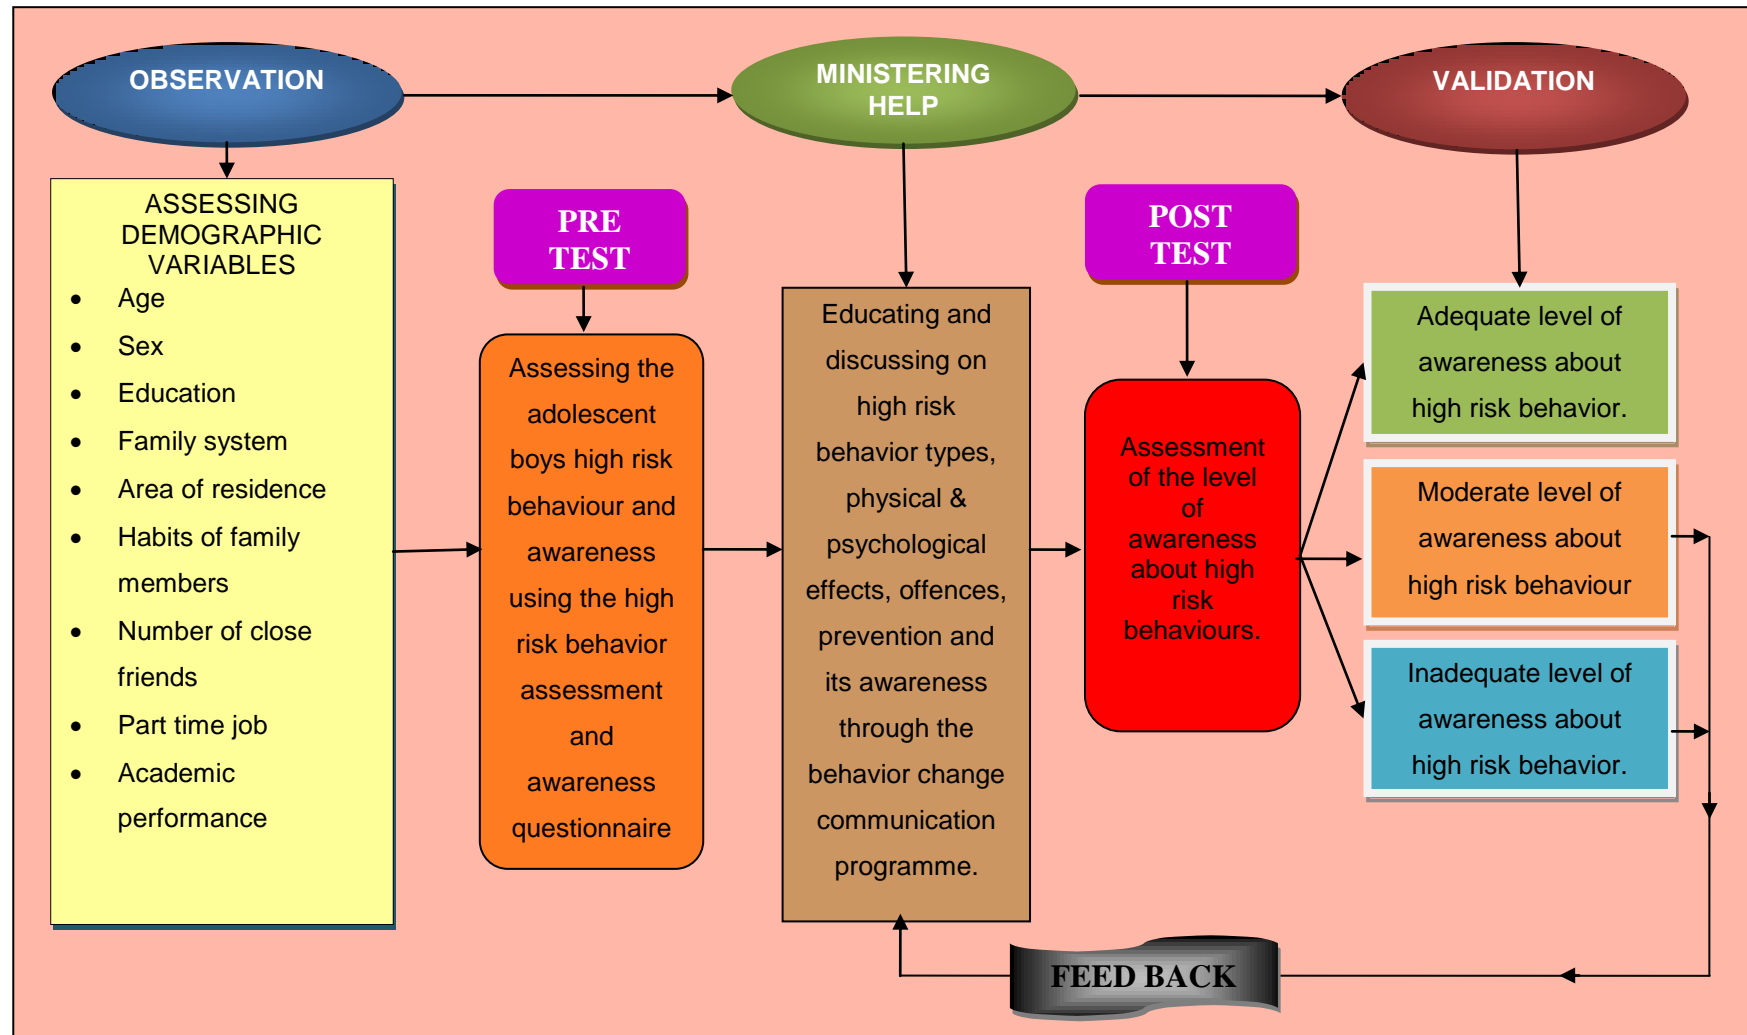 OBSERVATION
MINISTERING
HELP
VALIDATION
ASSESSING
DEMOGRAPHIC
VARIABLES
• Age
• Sex
• Education
• Family system
• Area of residence
• Habits of family
members
• Number of close
friends
• Part time job
• Academic
performance
PRE
TEST
Assessing the
adolescent
boys high risk
behaviour and
awareness
using the high
risk behavior
assessment
and
awareness
questionnaire
Educating and
discussing on
high risk
behavior types,
physical &
psychological
effects, offences,
prevention and
its awareness
through the
behavior change
communication
programme.
POST
TEST
Assessment
of the level
of
awareness
about high
risk
behaviours.
Adequate level of
awareness about
high risk behavior.
Moderate level of
awareness about
high risk behaviour
Inadequate level of
awareness about
high risk behavior.
FEED BACK